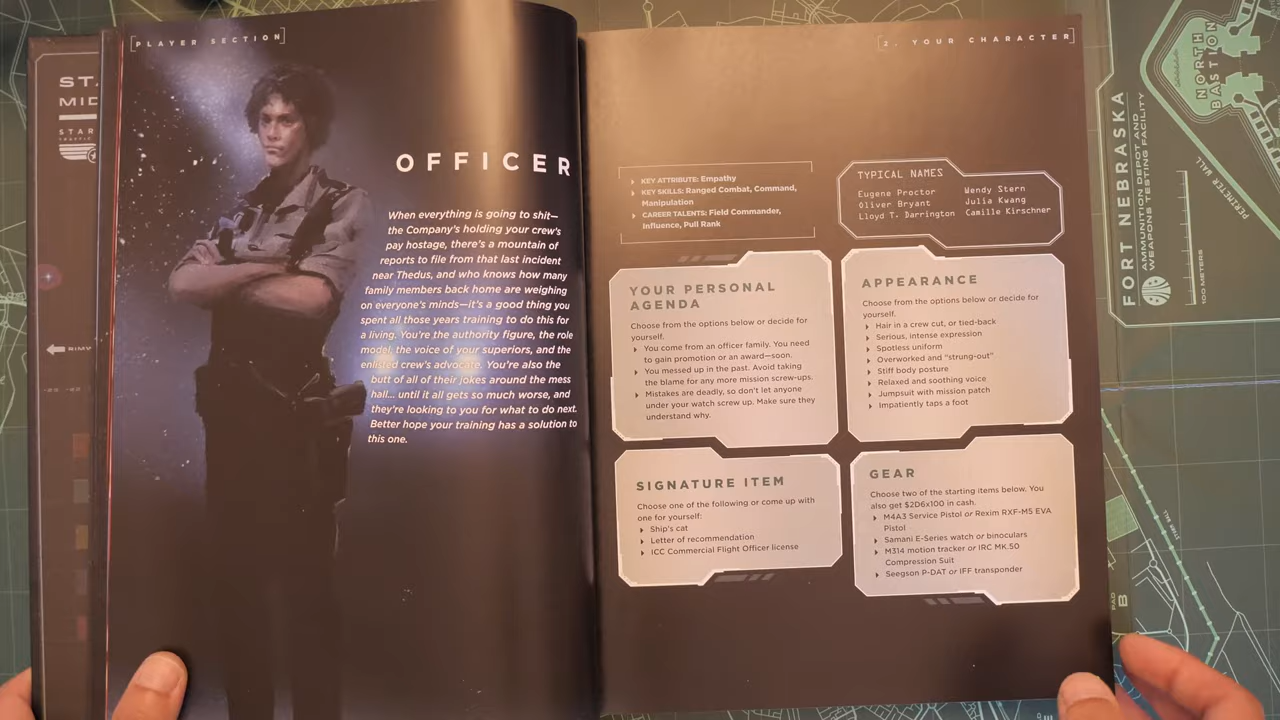 [PLAYER SECTION]
OFFICER
When everything is going to shit—
the Company's holding your crew's
pay hostage, there's a mountain of
reports to file from that last incident
near Thedus, and who knows how many
family members back home are weighing
on everyone's minds—it's a good thing you
spent all those years training to do this for
a living. You're the authority figure, the role
model, the voice of your superiors, and the
enlisted crew's advocate. You're also the
butt of all of their jokes around the mess
hall... until it all gets so much worse, and
they're looking to you for what to do next.
Better hope your training has a solution to
this one.
[2. YOUR CHARACTER]
KEY ATTRIBUTE: Empathy
KEY SKILLS: Ranged Combat, Command,
Manipulation
CAREER TALENTS: Field Commander,
Influence, Pull Rank
TYPICAL NAMES
Eugene Proctor
Oliver Bryant
Lloyd T. Darrington
Wendy Stern
Julia Kwang
Camille Kirschner
YOUR PERSONAL
AGENDA
Choose from the options below or decide for
yourself.
You come from an officer family. You need
to gain promotion or an award—soon.
You messed up in the past. Avoid taking
the blame for any more mission screw-ups.
Mistakes are deadly, so don't let anyone
under your watch screw up. Make sure they
understand why.
APPEARANCE
Choose from the options below or decide for
yourself.
Hair in a crew cut, or tied-back
Serious, intense expression
Spotless uniform
Overworked and "strung-out"
Stiff body posture
Relaxed and soothing voice
Jumpsuit with mission patch
Impatiently taps a foot
SIGNATURE ITEM
Choose one of the following or come up with
one for yourself:
Ship's cat
Letter of recommendation
ICC Commercial Flight Officer license
GEAR
Choose two of the starting items below. You
also get $2D6x100 in cash.
M4A3 Service Pistol or Rexim RXF-M5 EVA
Pistol
Samani E-Series watch or binoculars
M314 motion tracker or IRC MK.50
Compression Suit
Seegson P-DAT or IFF transponder
FORT NEBRASKA
AMMUNITION DEPOT AND
WEAPONS TESTING FACILITY
100 METERS
NORTH
BASTION
PERIMETER WALL
PAD
B